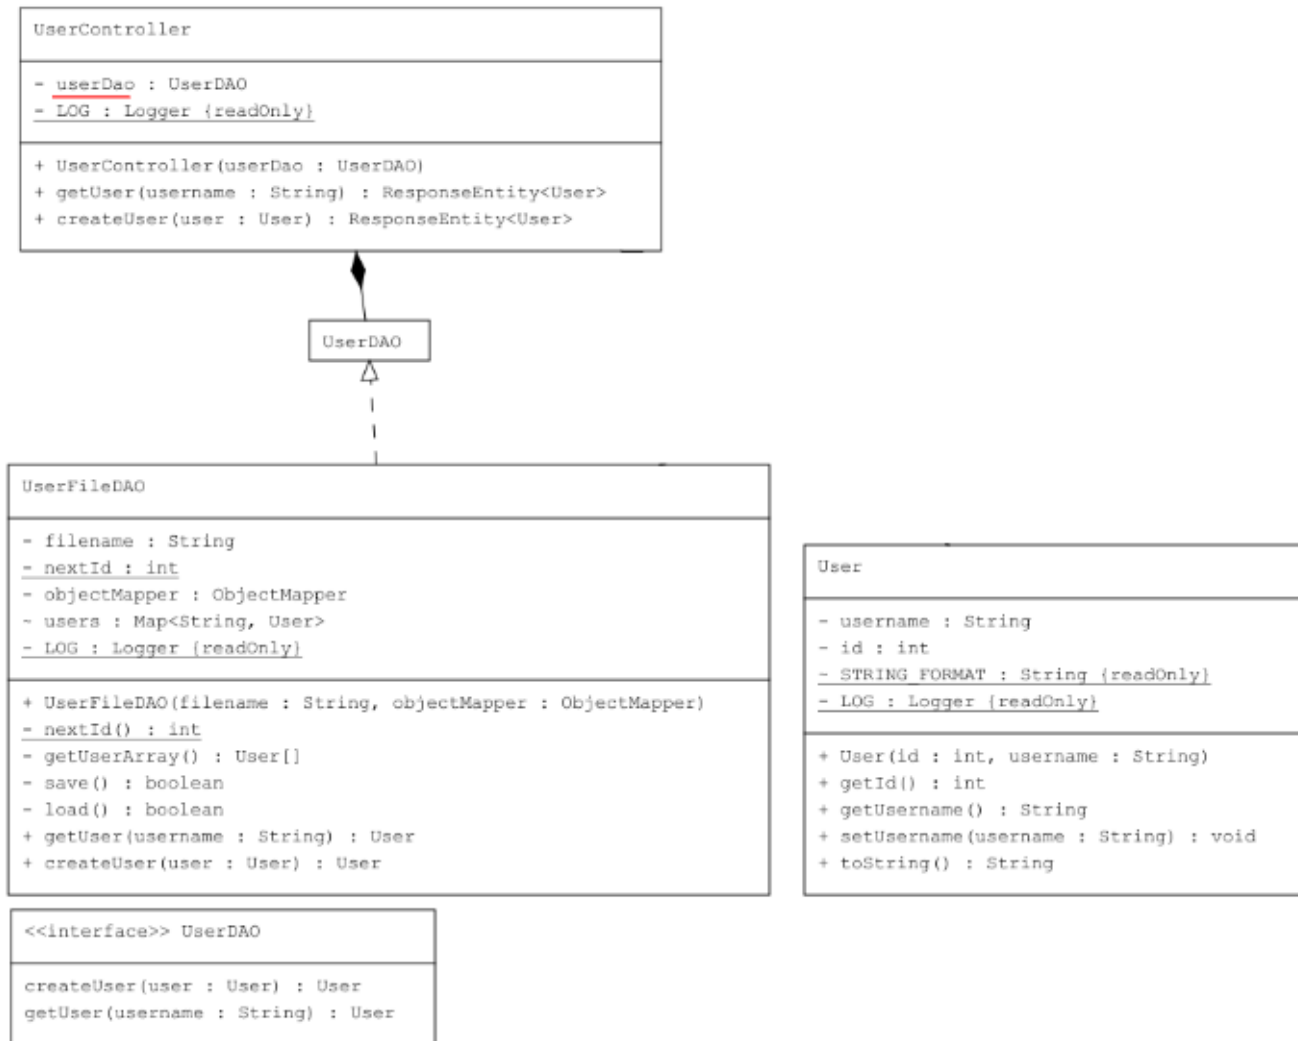 UserController
- userDao : UserDAO
- LOG : Logger {readOnly}
+ UserController(userDao : UserDAO)
+ getUser(username : String) : ResponseEntity<User>
+ createUser(user : User) : ResponseEntity<User>
UserDAO
UserFileDAO
- filename : String
- nextId : int
- objectMapper : ObjectMapper
~ users : Map<String, User>
- LOG : Logger {readOnly}
+ UserFileDAO(filename : String, objectMapper : ObjectMapper)
- nextId() : int
- getUserArray() : User[]
- save() : boolean
- load() : boolean
+ getUser(username : String) : User
+ createUser(user : User) : User
User
- username : String
- id : int
- STRING_FORMAT : String {readOnly}
- LOG : Logger {readOnly}
+ User(id : int, username : String)
+ getId() : int
+ getUsername() : String
+ setUsername(username : String) : void
+ toString() : String
<<interface>> UserDAO
createUser(user : User) : User
getUser(username : String) : User